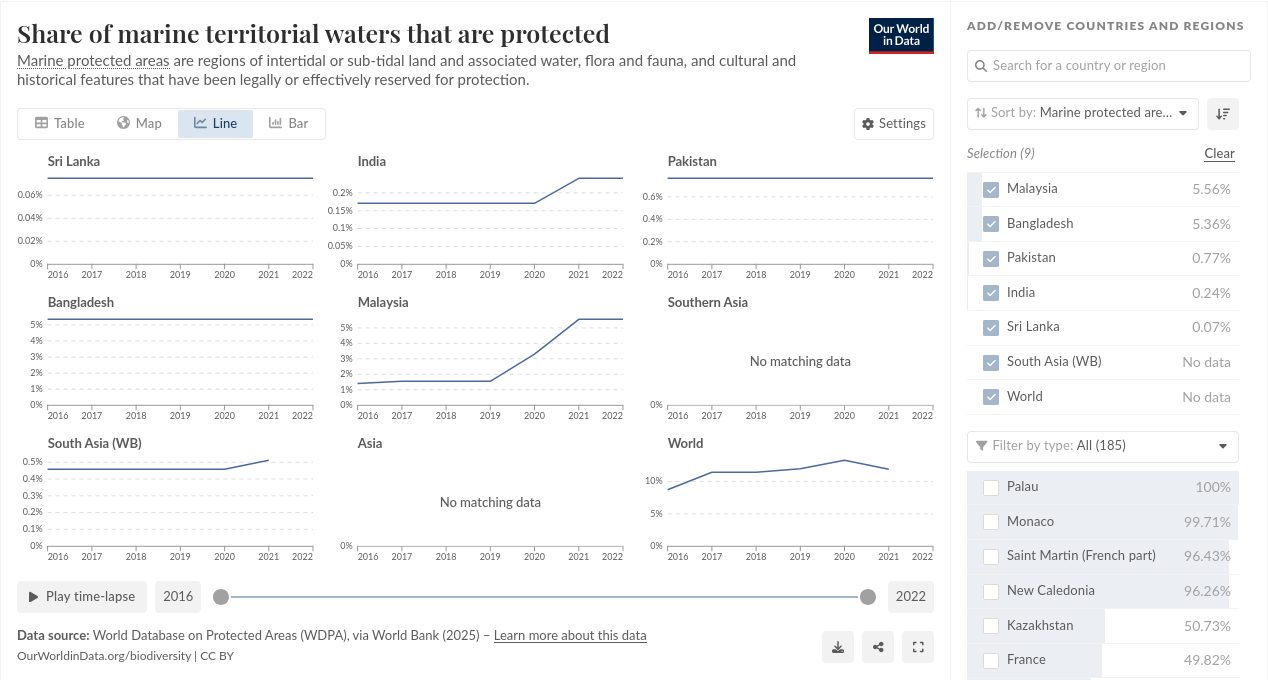 Share of marine territorial waters that are protected
Our World
in Data
Marine protected areas are regions of intertidal or sub-tidal land and associated water, flora and fauna, and cultural and
historical features that have been legally or effectively reserved for protection.
Table
Map
Line
Bar
Settings
Sri Lanka
0.06%
0.04%
0.02%
0%
2016 2017 2018 2019 2020 2021 2022
India
0.2%
0.15%
0.1%
0.05%
0%
2016 2017 2018 2019 2020 2021 2022
Pakistan
0.6%
0.4%
0.2%
0%
2016 2017 2018 2019 2020 2021 2022
Bangladesh
5%
4%
3%
2%
1%
0%
2016 2017 2018 2019 2020 2021 2022
Malaysia
5%
4%
3%
2%
1%
0%
2016 2017 2018 2019 2020 2021 2022
Southern Asia
No matching data
0%
2016 2017 2018 2019 2020 2021 2022
South Asia (WB)
0.5%
0.4%
0.3%
0.2%
0.1%
0%
2016 2017 2018 2019 2020 2021 2022
Asia
No matching data
0%
2016 2017 2018 2019 2020 2021 2022
World
10%
5%
0%
2016 2017 2018 2019 2020 2021 2022
Play time-lapse
2016
2022
Data source: World Database on Protected Areas (WDPA), via World Bank (2025) – Learn more about this data
OurWorldinData.org/biodiversity | CC BY
ADD/REMOVE COUNTRIES AND REGIONS
Search for a country or region
Sort by: Marine protected are...
Selection (9)
Clear
Malaysia 5.56%
Bangladesh 5.36%
Pakistan 0.77%
India 0.24%
Sri Lanka 0.07%
South Asia (WB) No data
World No data
Filter by type: All (185)
Palau 100%
Monaco 99.71%
Saint Martin (French part) 96.43%
New Caledonia 96.26%
Kazakhstan 50.73%
France 49.82%